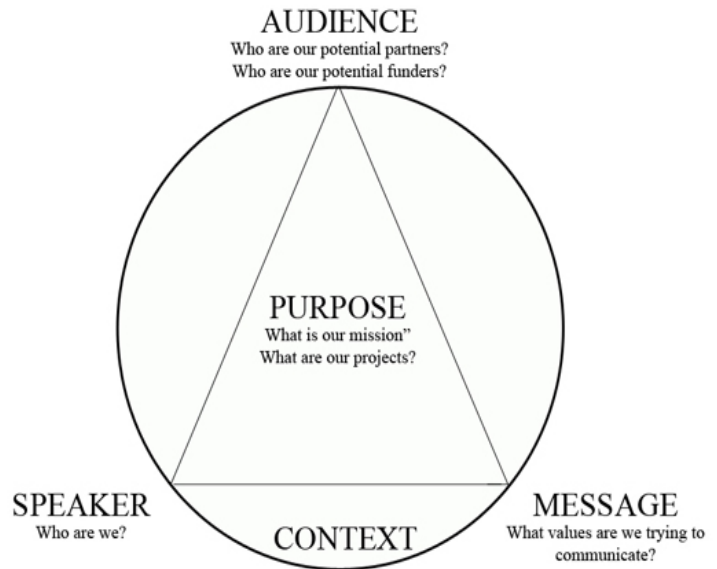 AUDIENCE
Who are our potential partners?
Who are our potential funders?
PURPOSE
What is our mission”
What are our projects?
SPEAKER
Who are we?
MESSAGE
What values are we trying to
communicate?
CONTEXT